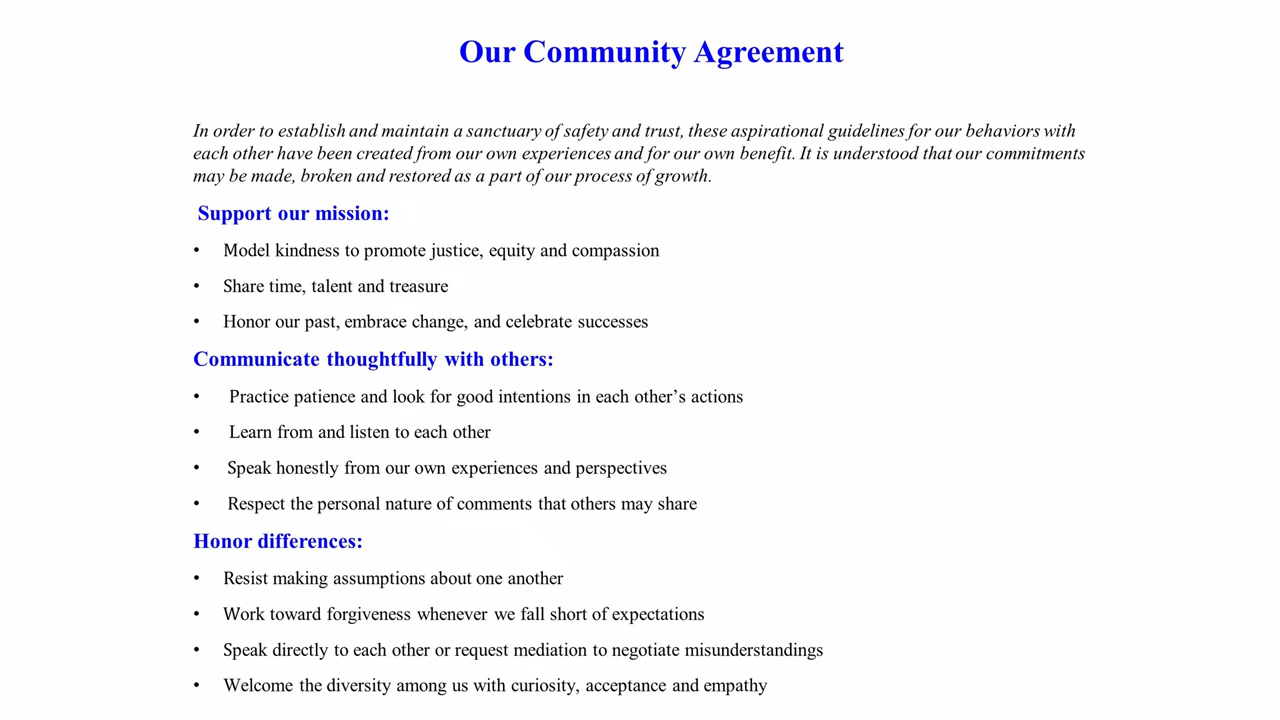 Our Community Agreement
In order to establish and maintain a sanctuary of safety and trust, these aspirational guidelines for our behaviors with
each other have been created from our own experiences and for our own benefit. It is understood that our commitments
may be made, broken and restored as a part of our process of growth.
Support our mission:
• Model kindness to promote justice, equity and compassion
• Share time, talent and treasure
• Honor our past, embrace change, and celebrate successes
Communicate thoughtfully with others:
• Practice patience and look for good intentions in each other’s actions
• Learn from and listen to each other
• Speak honestly from our own experiences and perspectives
• Respect the personal nature of comments that others may share
Honor differences:
• Resist making assumptions about one another
• Work toward forgiveness whenever we fall short of expectations
• Speak directly to each other or request mediation to negotiate misunderstandings
• Welcome the diversity among us with curiosity, acceptance and empathy